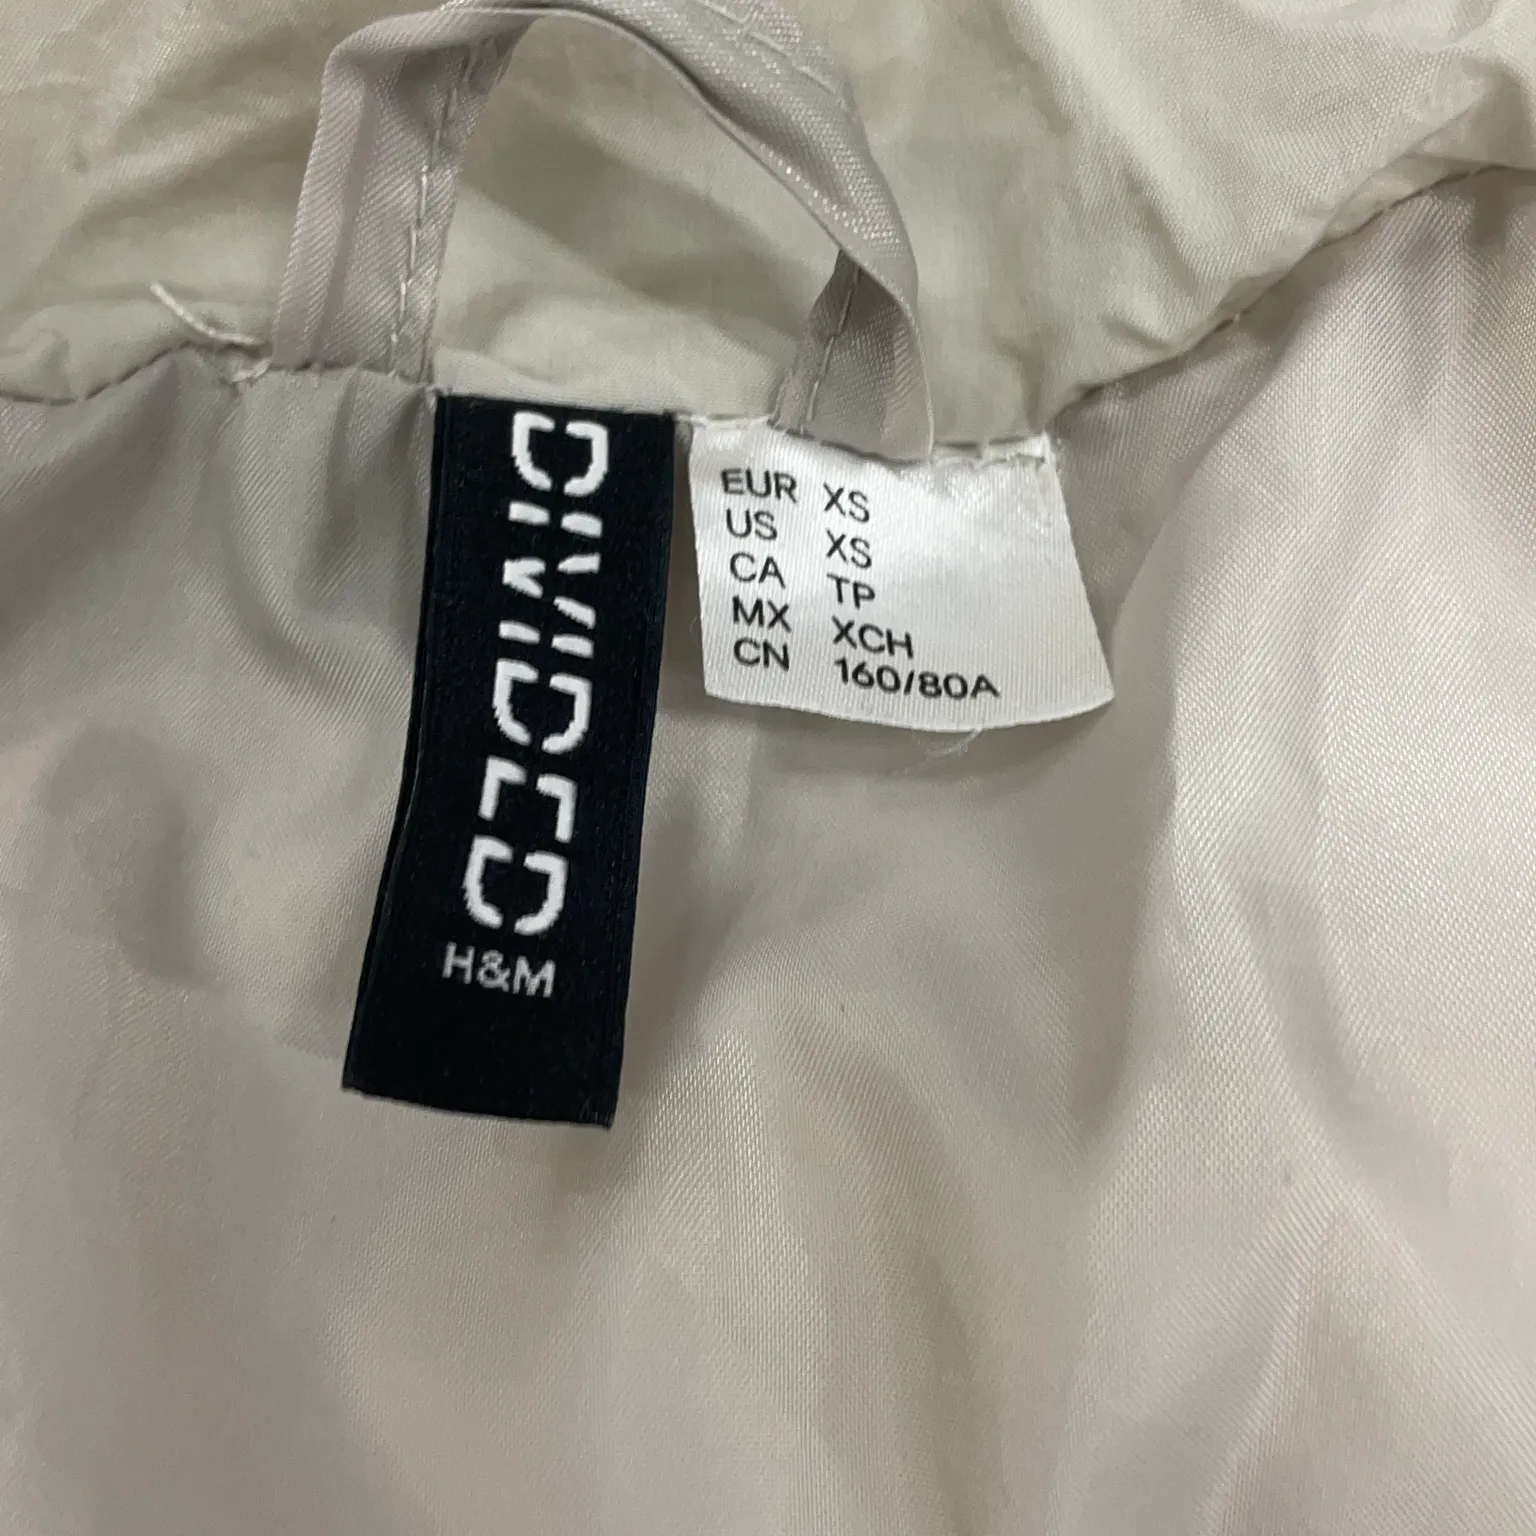 DIVIDED
H&M
EUR XS
US XS
CA TP
MX XCH
CN 160/80A